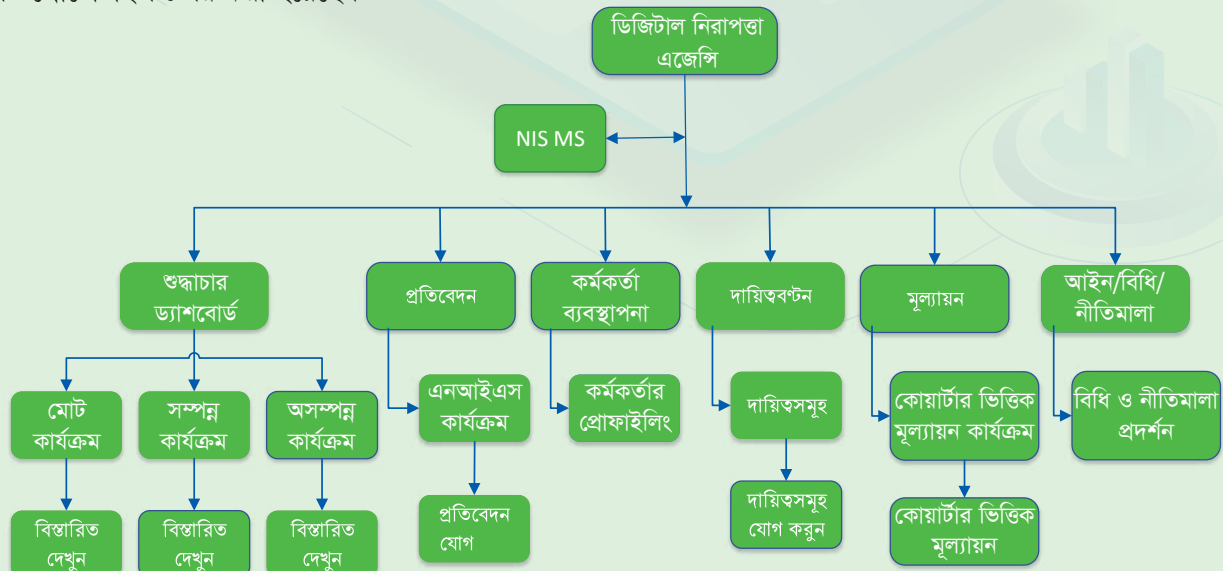 ডিজিটাল নিরাপত্তা
এজেন্সি
NIS MS
শুদ্ধাচার
ড্যাশবোর্ড
প্রতিবেদন
কর্মকর্তা
ব্যবস্থাপনা
দায়িত্ববণ্টন
মূল্যায়ন
আইন/বিধি/
নীতিমালা
মোট
কার্যক্রম
সম্পন্ন
কার্যক্রম
অসম্পন্ন
কার্যক্রম
এনআইএস
কার্যক্রম
কর্মকর্তার
প্রোফাইলিং
দায়িত্বসমূহ
কোয়ার্টার ভিত্তিক
মূল্যায়ন কার্যক্রম
বিধি ও নীতিমালা
প্রদর্শন
বিস্তারিত
দেখুন
বিস্তারিত
দেখুন
বিস্তারিত
দেখুন
প্রতিবেদন
যোগ
দায়িত্বসমূহ
যোগ করুন
কোয়ার্টার ভিত্তিক
মূল্যায়ন